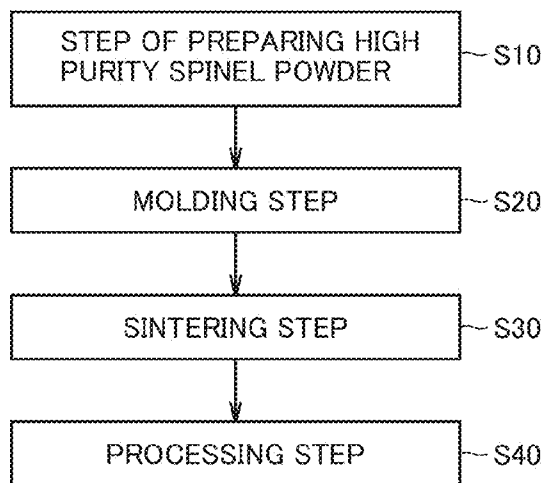 STEP OF PREPARING HIGH
PURITY SPINEL POWDER
S10
MOLDING STEP
S20
SINTERING STEP
S30
PROCESSING STEP
S40